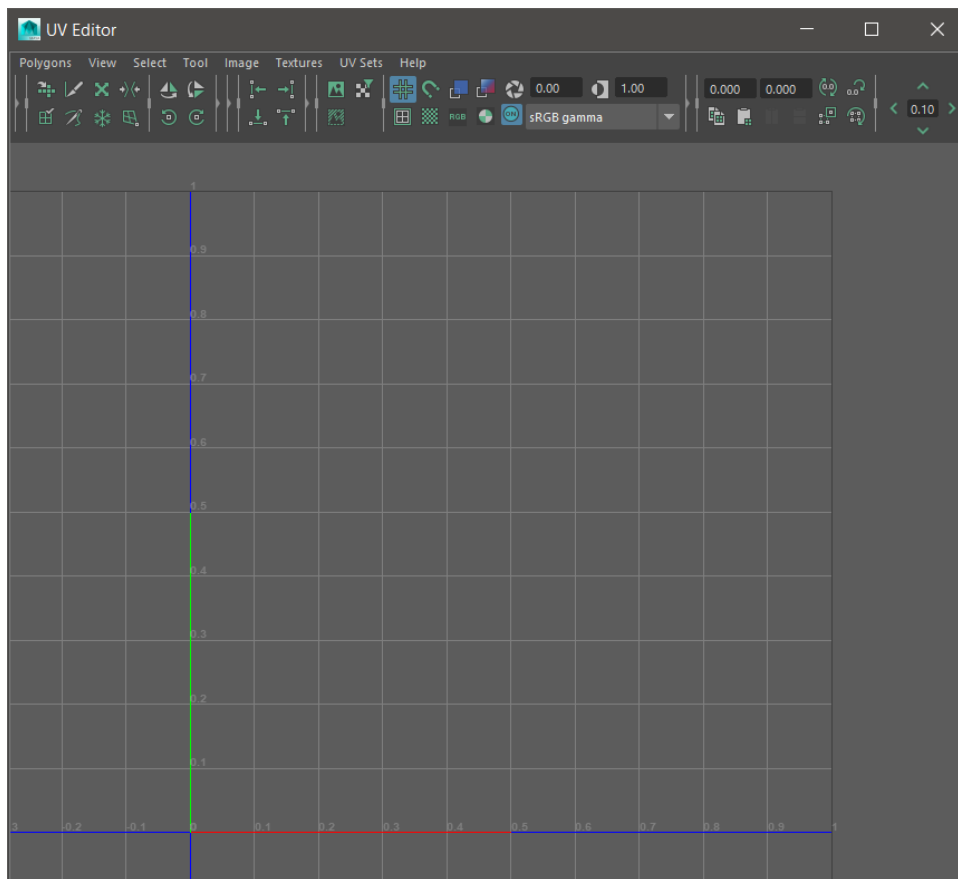 UV Editor
Polygons View Select Tool Image Textures UV Sets Help
0.00 1.00 0.000 0.000
RGB ON sRGB gamma 0.10
1
0.9
0.8
0.7
0.6
0.5
0.4
0.3
0.2
0.1
3 -0.2 -0.1 0 0.1 0.2 0.3 0.4 0.5 0.6 0.7 0.8 0.9 1